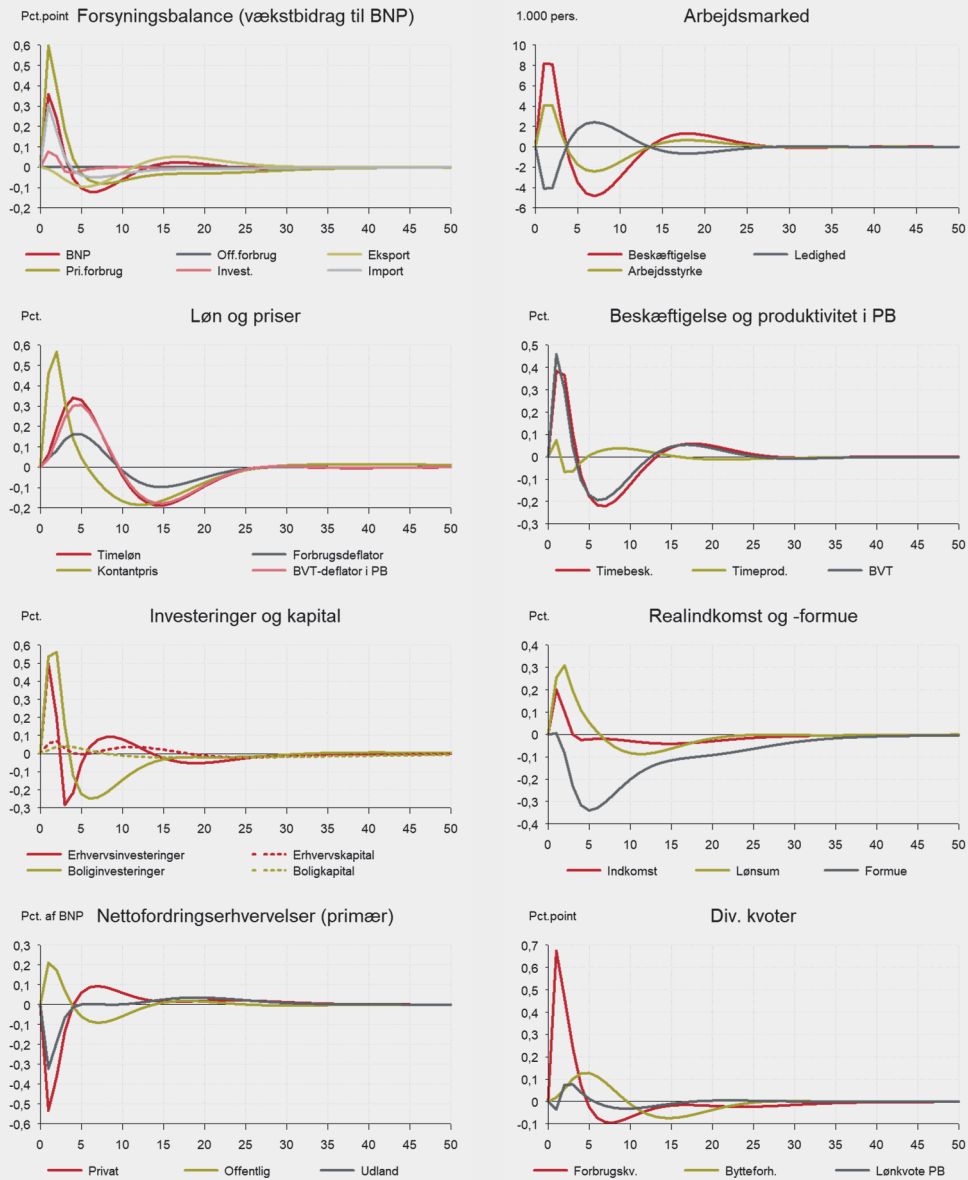 Pct.point Forsyningsbalance (vækstbidrag til BNP)
0,6
0,5
0,4
0,3
0,2
0,1
0
-0,1
-0,2
0 5 10 15 20 25 30 35 40 45 50
BNP Off.forbrug Eksport
Pri.forbrug Invest. Import
1.000 pers. Arbejdsmarked
10
8
6
4
2
0
-2
-4
-6
0 5 10 15 20 25 30 35 40 45 50
Beskæftigelse Ledighed
Arbejdsstyrke
Pct. Løn og priser
0,6
0,5
0,4
0,3
0,2
0,1
0
-0,1
-0,2
0 5 10 15 20 25 30 35 40 45 50
Timeløn Forbrugsdeflator
Kontantpris BVT-deflator i PB
Pct. Beskæftigelse og produktivitet i PB
0,5
0,4
0,3
0,2
0,1
0
-0,1
-0,2
-0,3
0 5 10 15 20 25 30 35 40 45 50
Timebesk. Timeprod. BVT
Pct. Investeringer og kapital
0,6
0,5
0,4
0,3
0,2
0,1
0
-0,1
-0,2
-0,3
0 5 10 15 20 25 30 35 40 45 50
Erhvervsinvesteringer Erhvervskapital
Boliginvesteringer Boligkapital
Pct. Realindkomst og -formue
0,4
0,3
0,2
0,1
0
-0,1
-0,2
-0,3
-0,4
0 5 10 15 20 25 30 35 40 45 50
Indkomst Lønsum Formue
Pct. af BNP Nettofordringserhvervelser (primær)
0,3
0,2
0,1
0
-0,1
-0,2
-0,3
-0,4
-0,5
-0,6
0 5 10 15 20 25 30 35 40 45 50
Privat Offentlig Udland
Pct.point Div. kvoter
0,7
0,6
0,5
0,4
0,3
0,2
0,1
0
-0,1
0 5 10 15 20 25 30 35 40 45 50
Forbrugskv. Bytteforh. Lønkvote PB